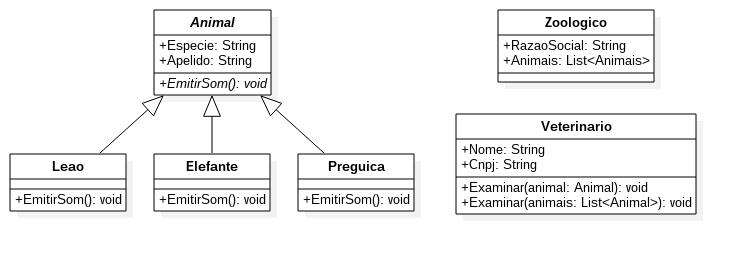 Animal
+Especie: String
+Apelido: String
+EmitirSom(): void
Zoologico
+RazaoSocial: String
+Animais: List<Animais>
Leao
+EmitirSom(): void
Elefante
+EmitirSom(): void
Preguica
+EmitirSom(): void
Veterinario
+Nome: String
+Cnpj: String
+Examinar(animal: Animal): void
+Examinar(animais: List<Animal>): void